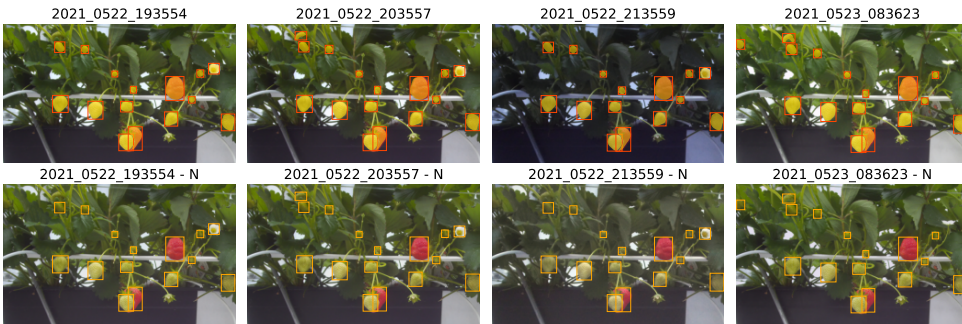 2021_0522_193554
2021_0522_203557
2021_0522_213559
2021_0523_083623
2021_0522_193554 - N
2021_0522_203557 - N
2021_0522_213559 - N
2021_0523_083623 - N